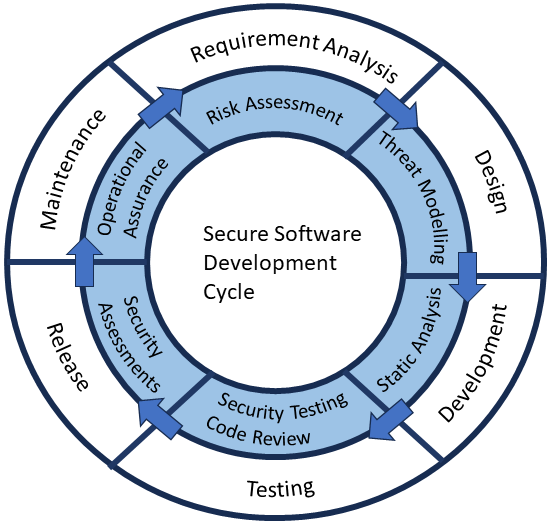 Requirement Analysis
Risk Assessment
Design
Threat Modelling
Development
Static Analysis
Testing
Security Testing
Code Review
Release
Security
Assessments
Maintenance
Operational
Assurance
Secure Software
Development
Cycle